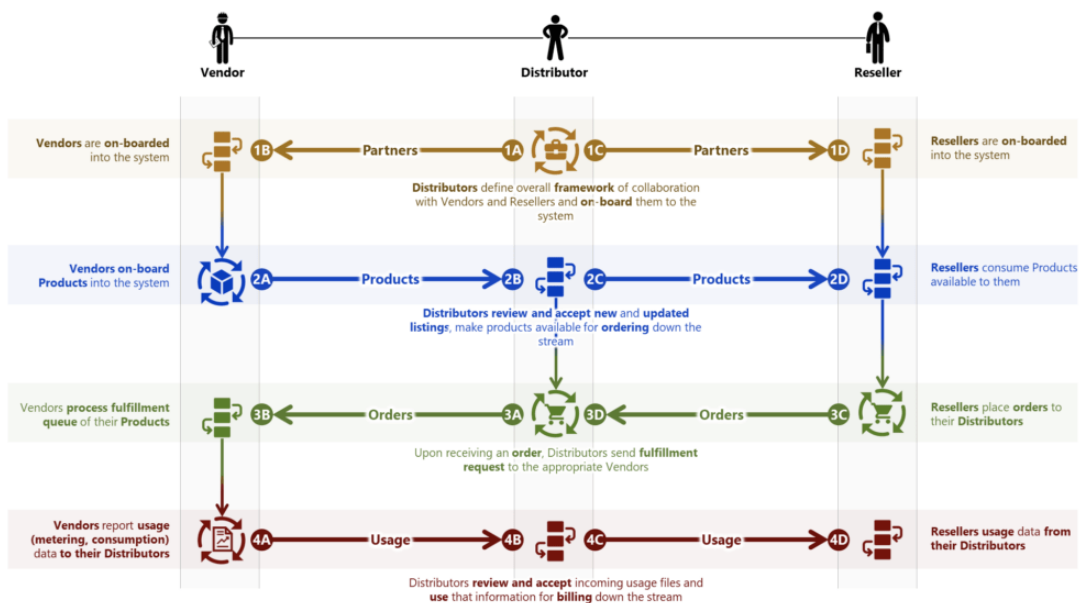 Vendor
Distributor
Reseller
Vendors are on-boarded
into the system
1B
Partners
1A
1C
Partners
1D
Resellers are on-boarded
into the system
Distributors define overall framework of collaboration
with Vendors and Resellers and on-board them to the
system
Vendors on-board
Products into the system
2A
Products
2B
2C
Products
2D
Resellers consume Products
available to them
Distributors review and accept new and updated
listings, make products available for ordering down the
stream
Vendors process fulfillment
queue of their Products
3B
Orders
3A
3D
Orders
3C
Resellers place orders to
their Distributors
Upon receiving an order, Distributors send fulfillment
request to the appropriate Vendors
Vendors report usage
(metering, consumption)
data to their Distributors
4A
Usage
4B
4C
Usage
4D
Resellers usage data from
their Distributors
Distributors review and accept incoming usage files and
use that information for billing down the stream